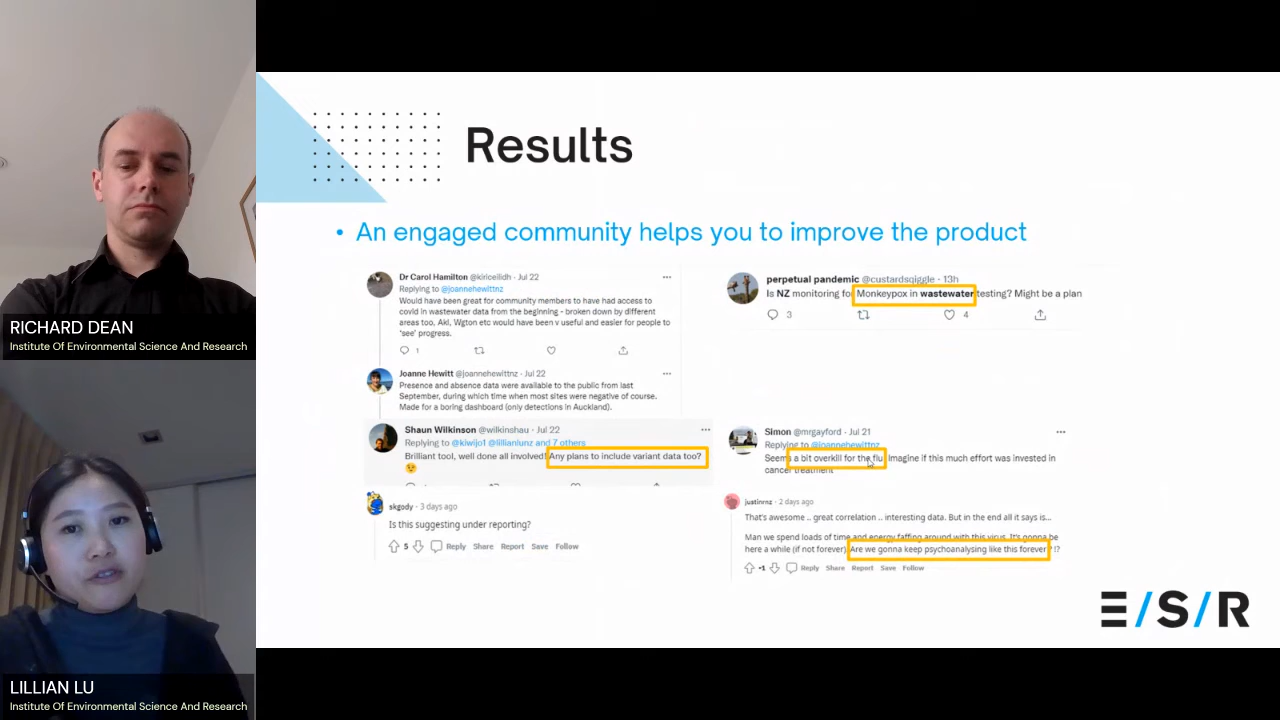 RICHARD DEAN
Institute Of Environmental Science And Research
LILLIAN LU
Institute Of Environmental Science And Research
Results
• An engaged community helps you to improve the product
Dr Carol Hamilton @kiriceilidh · Jul 22
Replying to @joannehewittnz
Would have been great for community members to have had access to
covid in wastewater data from the beginning - broken down by different
areas too, Akl, Wgton etc would have been v useful and easier for people to
'see' progress.
1
Joanne Hewitt @joannehewittnz · Jul 22
Presence and absence data were available to the public from last
September, during which time when most sites were negative of course.
Made for a boring dashboard (only detections in Auckland).
Shaun Wilkinson @wilkinshau · Jul 22
Replying to @kiwijo1 @lillianlunz and 7 others
Brilliant tool, well done all involved! Any plans to include variant data too?
skgody · 3 days ago
Is this suggesting under reporting?
5 Reply Share Report Save Follow
perpetual pandemic @custardsqiggle · 13h
Is NZ monitoring for Monkeypox in wastewater testing? Might be a plan
3 4
Simon @mrgayford · Jul 21
Replying to @joannehewittnz
Seems a bit overkill for the flu Imagine if this much effort was invested in
cancer treatment
justinrnz · 2 days ago
That's awesome .. great correlation .. interesting data. But in the end all it says is...
Man we spend loads of time and energy faffing around with this virus. It's gonna be
here a while (if not forever) Are we gonna keep psychoanalysing like this forever? !?
-1 Reply Share Report Save Follow
E/S/R